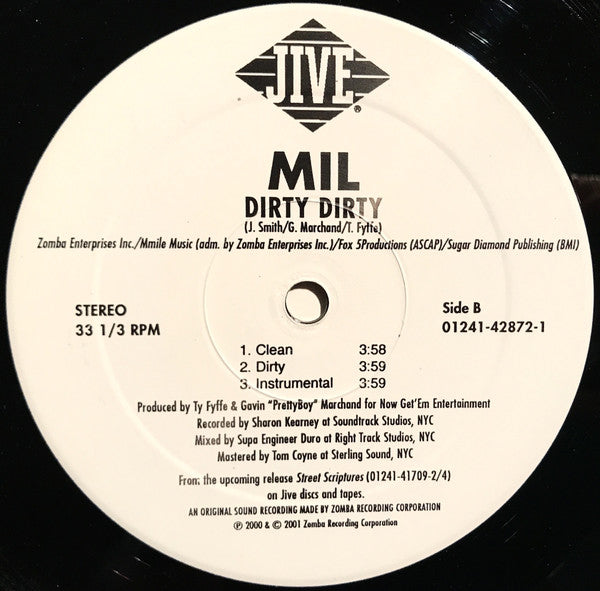 JIVE
®
MIL
DIRTY DIRTY
(J. Smith/G. Marchand/T. Fyffe)
Zomba Enterprises Inc./Mmile Music (adm. by Zomba Enterprises Inc.)/Fox 5Productions (ASCAP)/Sugar Diamond Publishing (BMI)
STEREO
33 1/3 RPM
Side B
01241-42872-1
1. Clean 3:58
2. Dirty 3:59
3. Instrumental 3:59
Produced by Ty Fyffe & Gavin "PrettyBoy" Marchand for Now Get'Em Entertainment
Recorded by Sharon Kearney at Soundtrack Studios, NYC
Mixed by Supa Engineer Duro at Right Track Studios, NYC
Mastered by Tom Coyne at Sterling Sound, NYC
From the upcoming release Street Scriptures (01241-41709-2/4)
on Jive discs and tapes.
AN ORIGINAL SOUND RECORDING MADE BY ZOMBA RECORDING CORPORATION
℗ 2000 & © 2001 Zomba Recording Corporation